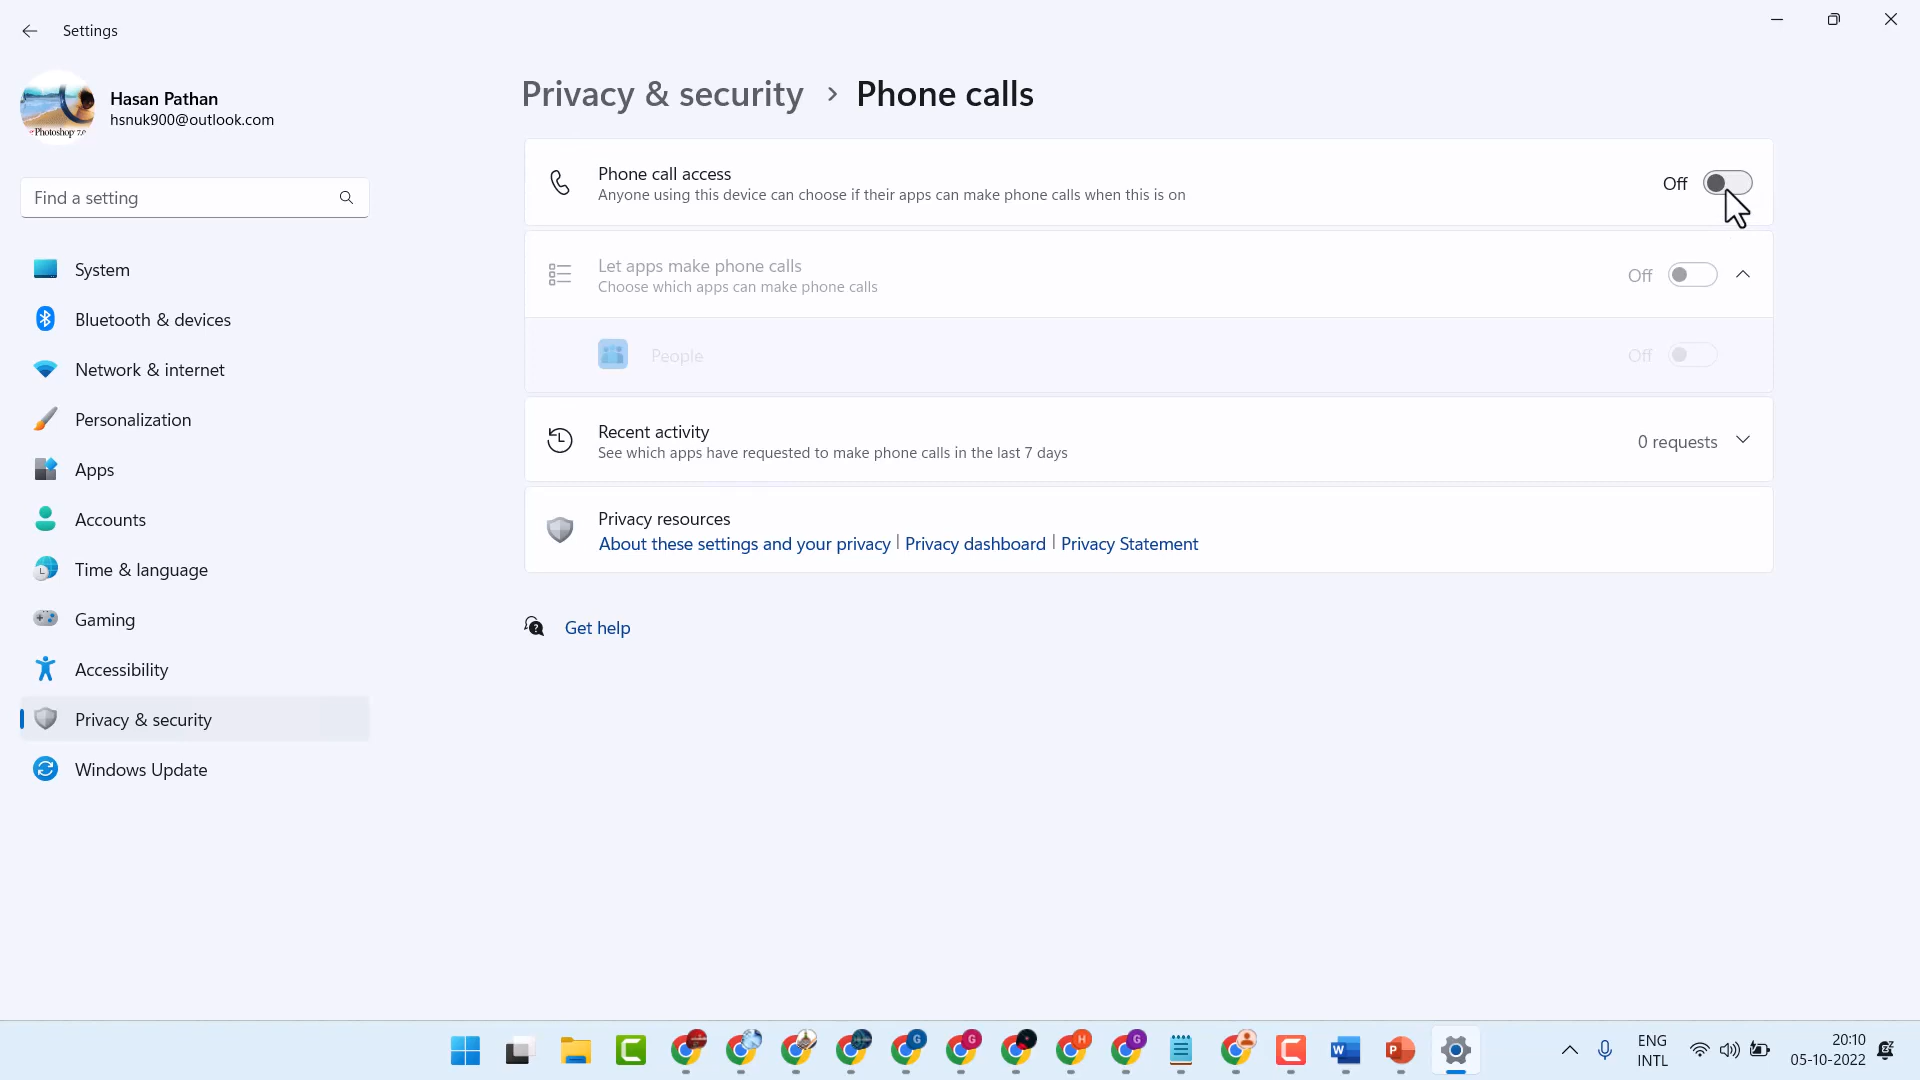 Settings
Hasan Pathan
hsnuk900@outlook.com
Photoshop 7.0
Find a setting
System
Bluetooth & devices
Network & internet
Personalization
Apps
Accounts
Time & language
Gaming
Accessibility
Privacy & security
Windows Update
Privacy & security > Phone calls
Phone call access
Anyone using this device can choose if their apps can make phone calls when this is on
Off
Let apps make phone calls
Choose which apps can make phone calls
Off
People
Off
Recent activity
See which apps have requested to make phone calls in the last 7 days
0 requests
Privacy resources
About these settings and your privacy | Privacy dashboard | Privacy Statement
Get help
ENG
INTL
20:10
05-10-2022